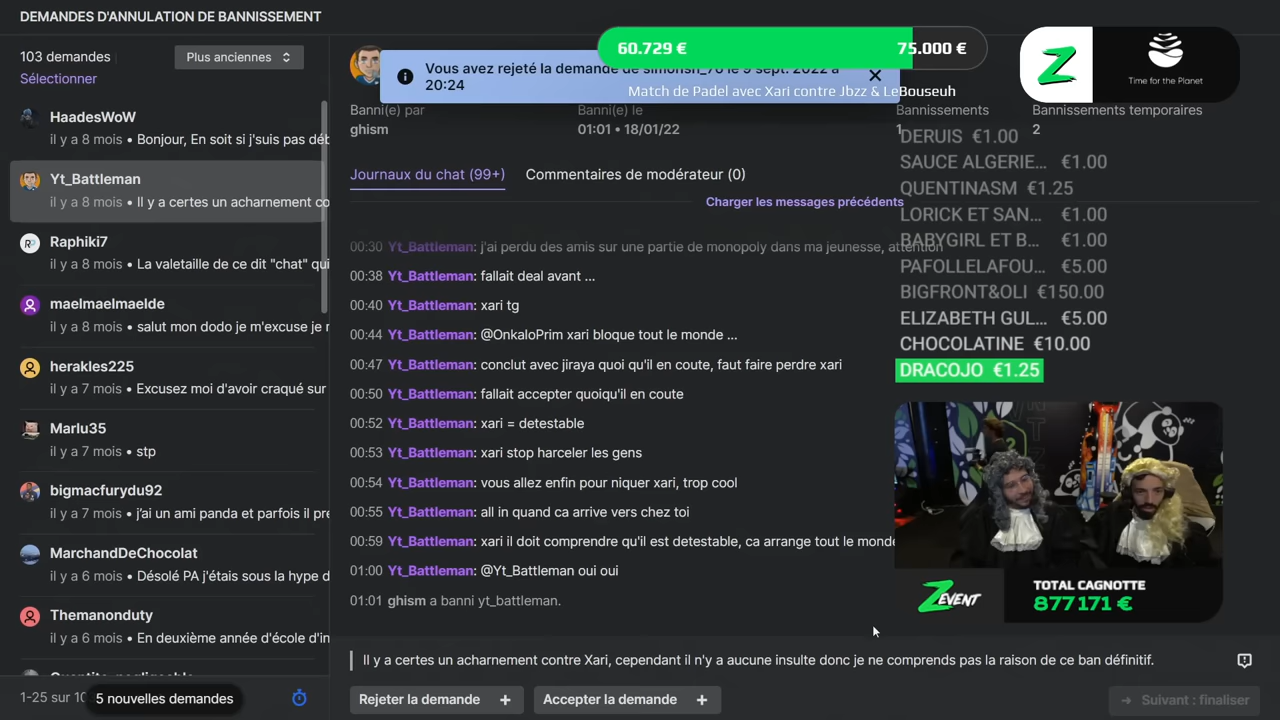 DEMANDES D'ANNULATION DE BANNISSEMENT
103 demandes
Plus anciennes
Sélectionner
HaadesWoW
il y a 8 mois • Bonjour, En soit si j'suis pas déb
Yt_Battleman
il y a 8 mois • Il y a certes un acharnement co
Raphiki7
il y a 8 mois • La valetaille de ce dit "chat" qui
maelmaelmaelde
il y a 8 mois • salut mon dodo je m'excuse je r
herakles225
il y a 7 mois • Excusez moi d'avoir craqué sur
Marlu35
il y a 7 mois • stp
bigmacfurydu92
il y a 7 mois • j'ai un ami panda et parfois il pre
MarchandDeChocolat
il y a 6 mois • Désolé PA j'étais sous la hype d
Themanonduty
il y a 6 mois • En deuxième année d'école d'in
1-25 sur 10
5 nouvelles demandes
Vous avez rejeté la demande de simonsh_76 le 9 sept. 2022 à
20:24
60.729 €
75.000 €
Match de Padel avec Xari contre Jbzz & LeBouseuh
Time for the Planet
Banni(e) par
ghism
Banni(e) le
01:01 • 18/01/22
Bannissements
1
Bannissements temporaires
2
Journaux du chat (99+)
Commentaires de modérateur (0)
Charger les messages précédents
00:30 Yt_Battleman: j'ai perdu des amis sur une partie de monopoly dans ma jeunesse, attention
00:38 Yt_Battleman: fallait deal avant ...
00:40 Yt_Battleman: xari tg
00:44 Yt_Battleman: @OnkaloPrim xari bloque tout le monde ...
00:47 Yt_Battleman: conclut avec jiraya quoi qu'il en coute, faut faire perdre xari
00:50 Yt_Battleman: fallait accepter quoiqu'il en coute
00:52 Yt_Battleman: xari = detestable
00:53 Yt_Battleman: xari stop harceler les gens
00:54 Yt_Battleman: vous allez enfin pour niquer xari, trop cool
00:55 Yt_Battleman: all in quand ca arrive vers chez toi
00:59 Yt_Battleman: xari il doit comprendre qu'il est detestable, ca arrange tout le monde
01:00 Yt_Battleman: @Yt_Battleman oui oui
01:01 ghism a banni yt_battleman.
DERUIS €1.00
SAUCE ALGERIE... €1.00
QUENTINASM €1.25
LORICK ET SAN... €1.00
BABYGIRL ET B... €1.00
PAFOLLELAFOU... €5.00
BIGFRONT&OLI €150.00
ELIZABETH GUL... €5.00
CHOCOLATINE €10.00
DRACOJO €1.25
ZEVENT
TOTAL CAGNOTTE
877 171 €
Il y a certes un acharnement contre Xari, cependant il n'y a aucune insulte donc je ne comprends pas la raison de ce ban définitif.
Rejeter la demande +
Accepter la demande +
→ Suivant : finaliser